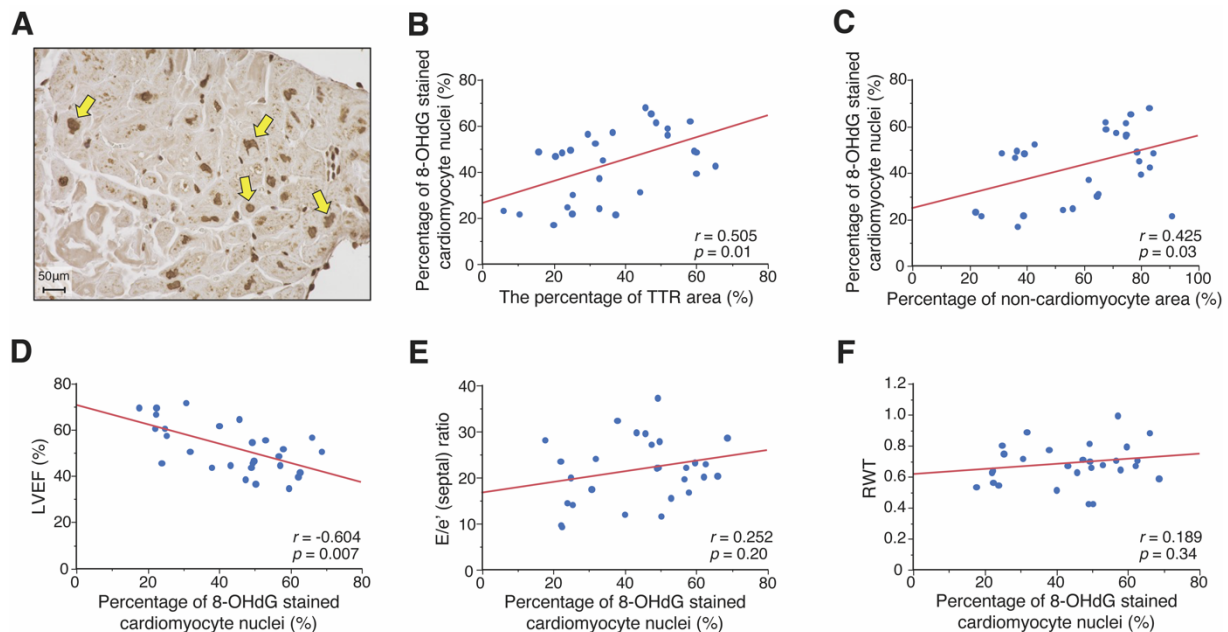 A
50μm
B
Percentage of 8-OHdG stained
cardiomyocyte nuclei (%)
80
60
40
20
0
0 20 40 60 80
r = 0.505
p = 0.01
The percentage of TTR area (%)
C
Percentage of 8-OHdG stained
cardiomyocyte nuclei (%)
80
60
40
20
0
0 20 40 60 80 100
r = 0.425
p = 0.03
Percentage of non-cardiomyocyte area (%)
D
LVEF (%)
80
60
40
20
0
0 20 40 60 80
r = -0.604
p = 0.007
Percentage of 8-OHdG stained
cardiomyocyte nuclei (%)
E
E/e' (septal) ratio
40
30
20
10
0
0 20 40 60 80
r = 0.252
p = 0.20
Percentage of 8-OHdG stained
cardiomyocyte nuclei (%)
F
RWT
1.2
1.0
0.8
0.6
0.4
0.2
0
0 20 40 60 80
r = 0.189
p = 0.34
Percentage of 8-OHdG stained
cardiomyocyte nuclei (%)